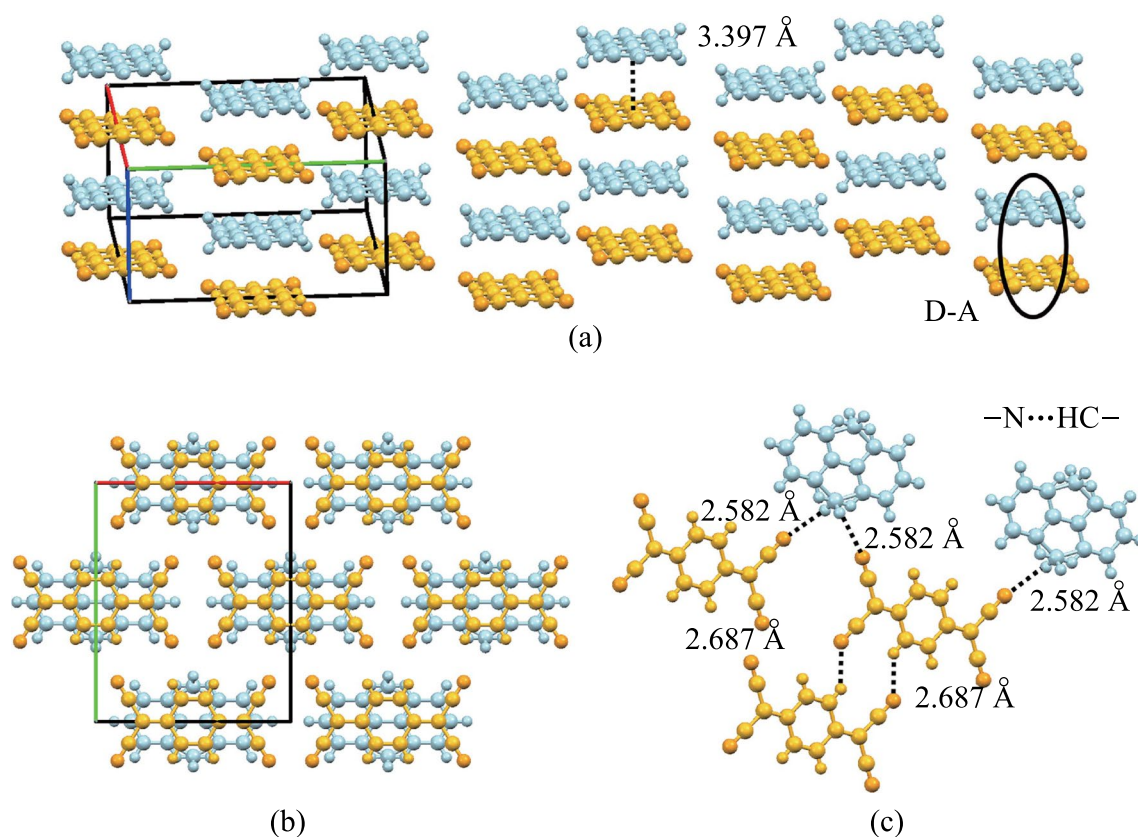 3.397 Å
D-A
(a)
−N···HC−
2.582 Å
2.582 Å
2.582 Å
2.687 Å
2.687 Å
(b)
(c)